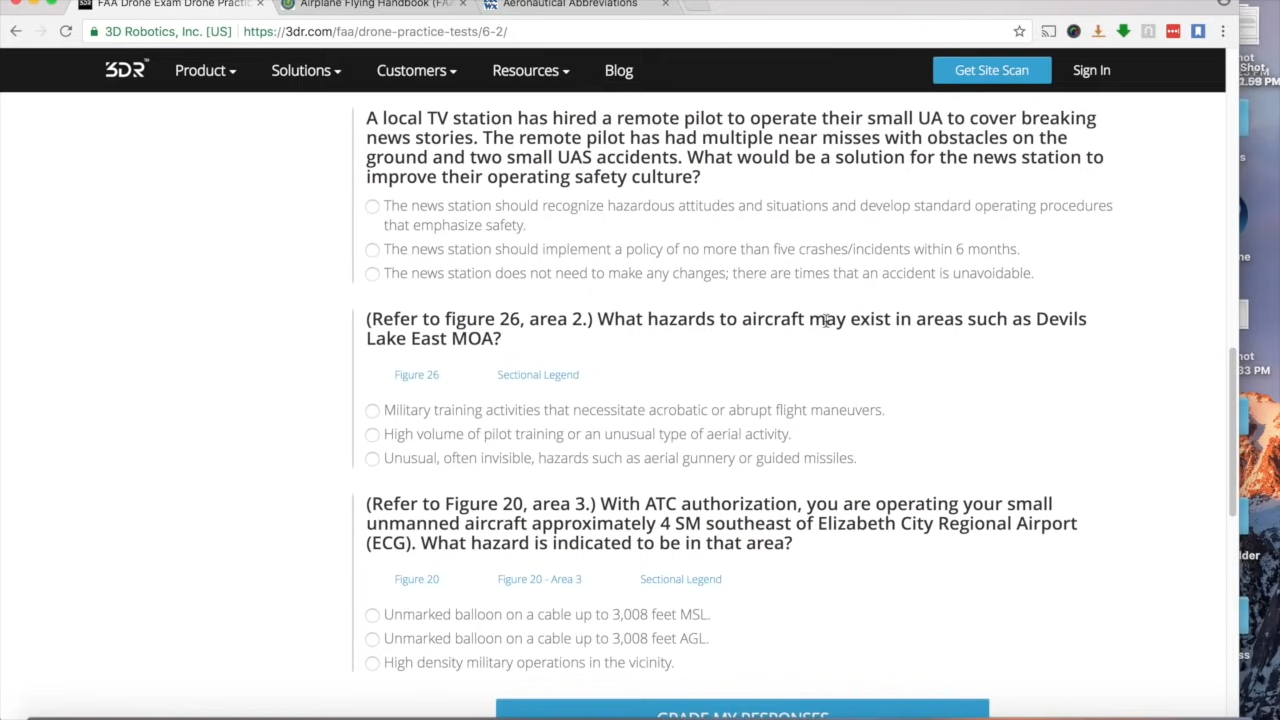 FAA Drone Exam Drone Practic
Airplane Flying Handbook (FAA
Aeronautical Abbreviations
3D Robotics, Inc. [US] https://3dr.com/faa/drone-practice-tests/6-2/
3DR Product Solutions Customers Resources Blog Get Site Scan Sign In
A local TV station has hired a remote pilot to operate their small UA to cover breaking
news stories. The remote pilot has had multiple near misses with obstacles on the
ground and two small UAS accidents. What would be a solution for the news station to
improve their operating safety culture?
The news station should recognize hazardous attitudes and situations and develop standard operating procedures
that emphasize safety.
The news station should implement a policy of no more than five crashes/incidents within 6 months.
The news station does not need to make any changes; there are times that an accident is unavoidable.
(Refer to figure 26, area 2.) What hazards to aircraft may exist in areas such as Devils
Lake East MOA?
Figure 26 Sectional Legend
Military training activities that necessitate acrobatic or abrupt flight maneuvers.
High volume of pilot training or an unusual type of aerial activity.
Unusual, often invisible, hazards such as aerial gunnery or guided missiles.
(Refer to Figure 20, area 3.) With ATC authorization, you are operating your small
unmanned aircraft approximately 4 SM southeast of Elizabeth City Regional Airport
(ECG). What hazard is indicated to be in that area?
Figure 20 Figure 20 - Area 3 Sectional Legend
Unmarked balloon on a cable up to 3,008 feet MSL.
Unmarked balloon on a cable up to 3,008 feet AGL.
High density military operations in the vicinity.
GRADE MY RESPONSES
hot
Shot
1.59 PM
s
ne
hot
33 PM
lder
ss